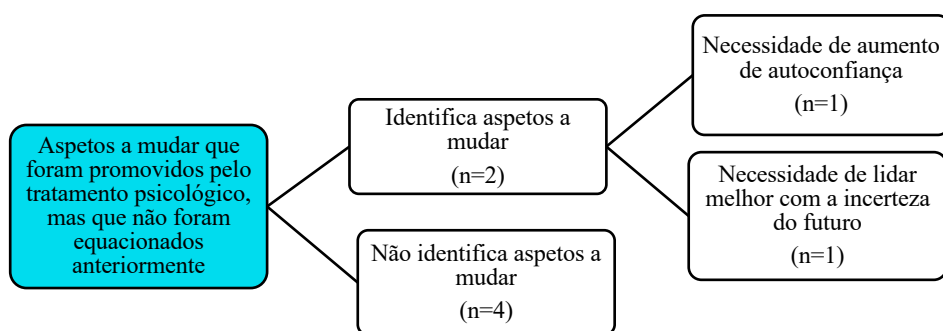 Aspetos a mudar que
foram promovidos pelo
tratamento psicológico,
mas que não foram
equacionados
anteriormente
Identifica aspetos a
mudar
(n=2)
Necessidade de aumento
de autoconfiança
(n=1)
Necessidade de lidar
melhor com a incerteza
do futuro
(n=1)
Não identifica aspetos a
mudar
(n=4)